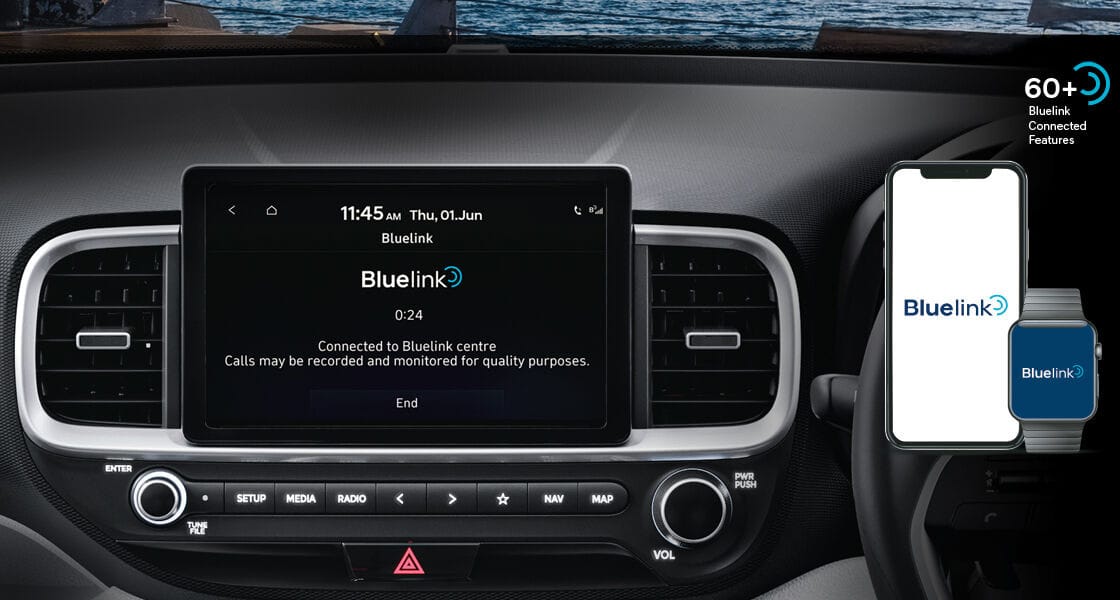 60+
Bluelink
Connected
Features
11:45 AM Thu, 01.Jun
Bluelink
Bluelink
0:24
Connected to Bluelink centre
Calls may be recorded and monitored for quality purposes.
End
Bluelink
Bluelink
ENTER
TUNE
FILE
SETUP
MEDIA
RADIO
NAV
MAP
PWR
PUSH
VOL